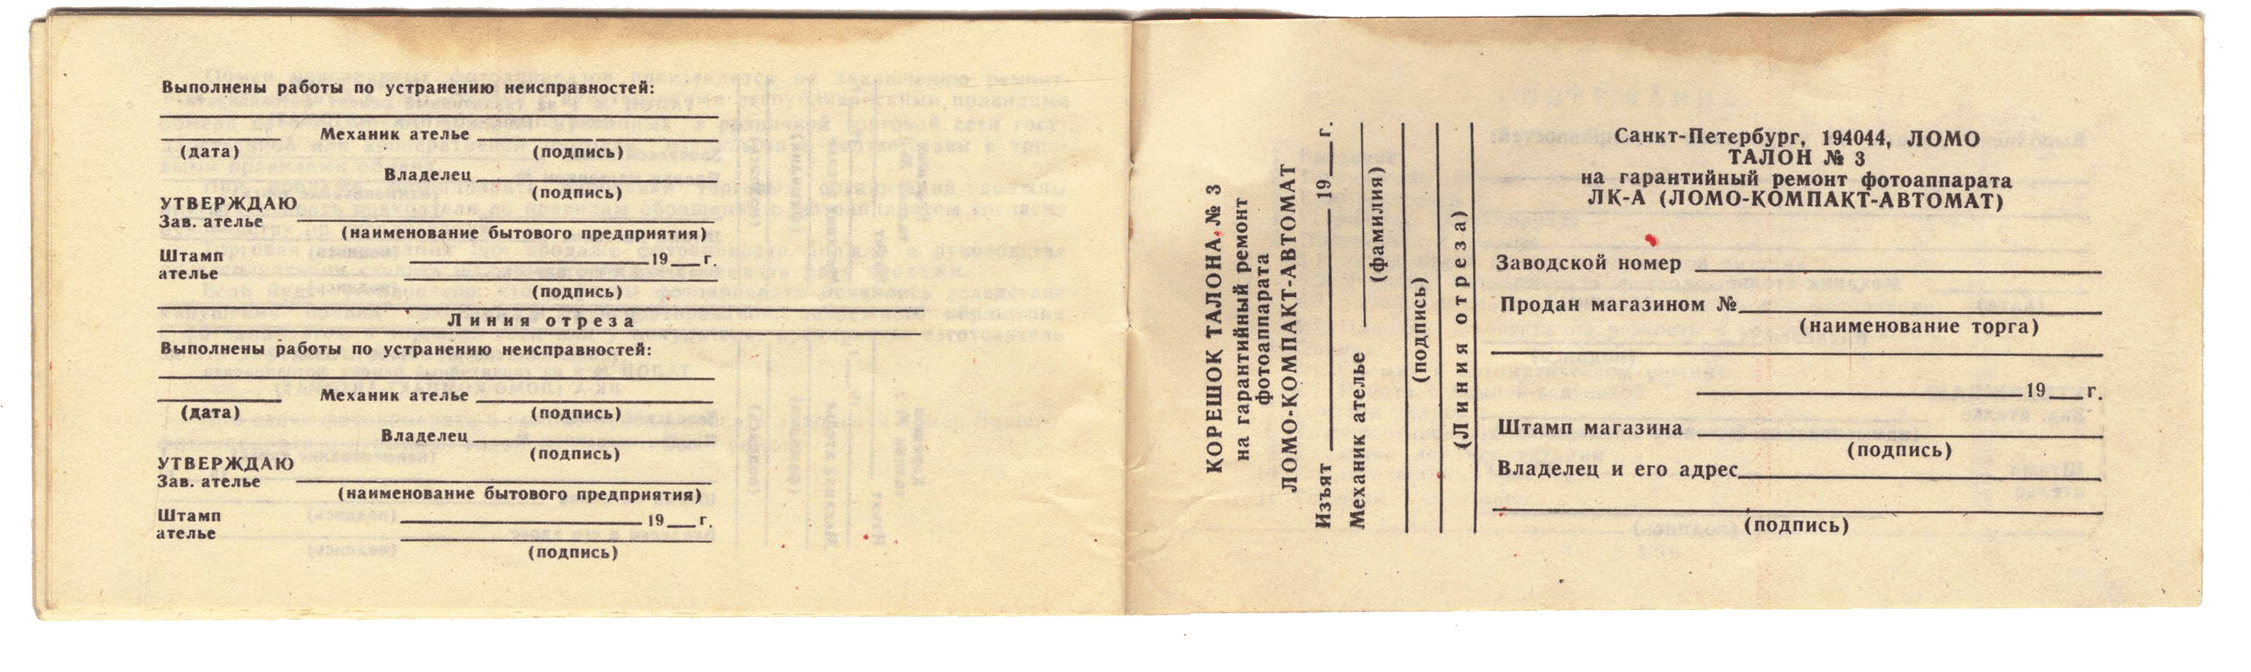 Выполнены работы по устранению неисправностей:
Механик ателье
(дата) (подпись)
Владелец
(подпись)
УТВЕРЖДАЮ
Зав. ателье
(наименование бытового предприятия)
Штамп 19 г.
ателье
(подпись)
Линия отреза
Выполнены работы по устранению неисправностей:
Механик ателье
(дата) (подпись)
Владелец
(подпись)
УТВЕРЖДАЮ
Зав. ателье
(наименование бытового предприятия)
Штамп 19 г.
ателье
(подпись)
КОРЕШОК ТАЛОНА № 3
на гарантийный ремонт
фотоаппарата
ЛОМО-КОМПАКТ-АВТОМАТ
Изъят 19 г.
Механик ателье
(фамилия)
(подпись)
(Линия отреза)
Санкт-Петербург, 194044, ЛОМО
ТАЛОН № 3
на гарантийный ремонт фотоаппарата
ЛК-А (ЛОМО-КОМПАКТ-АВТОМАТ)
Заводской номер
Продан магазином №
(наименование торга)
19 г.
Штамп магазина
(подпись)
Владелец и его адрес
(подпись)